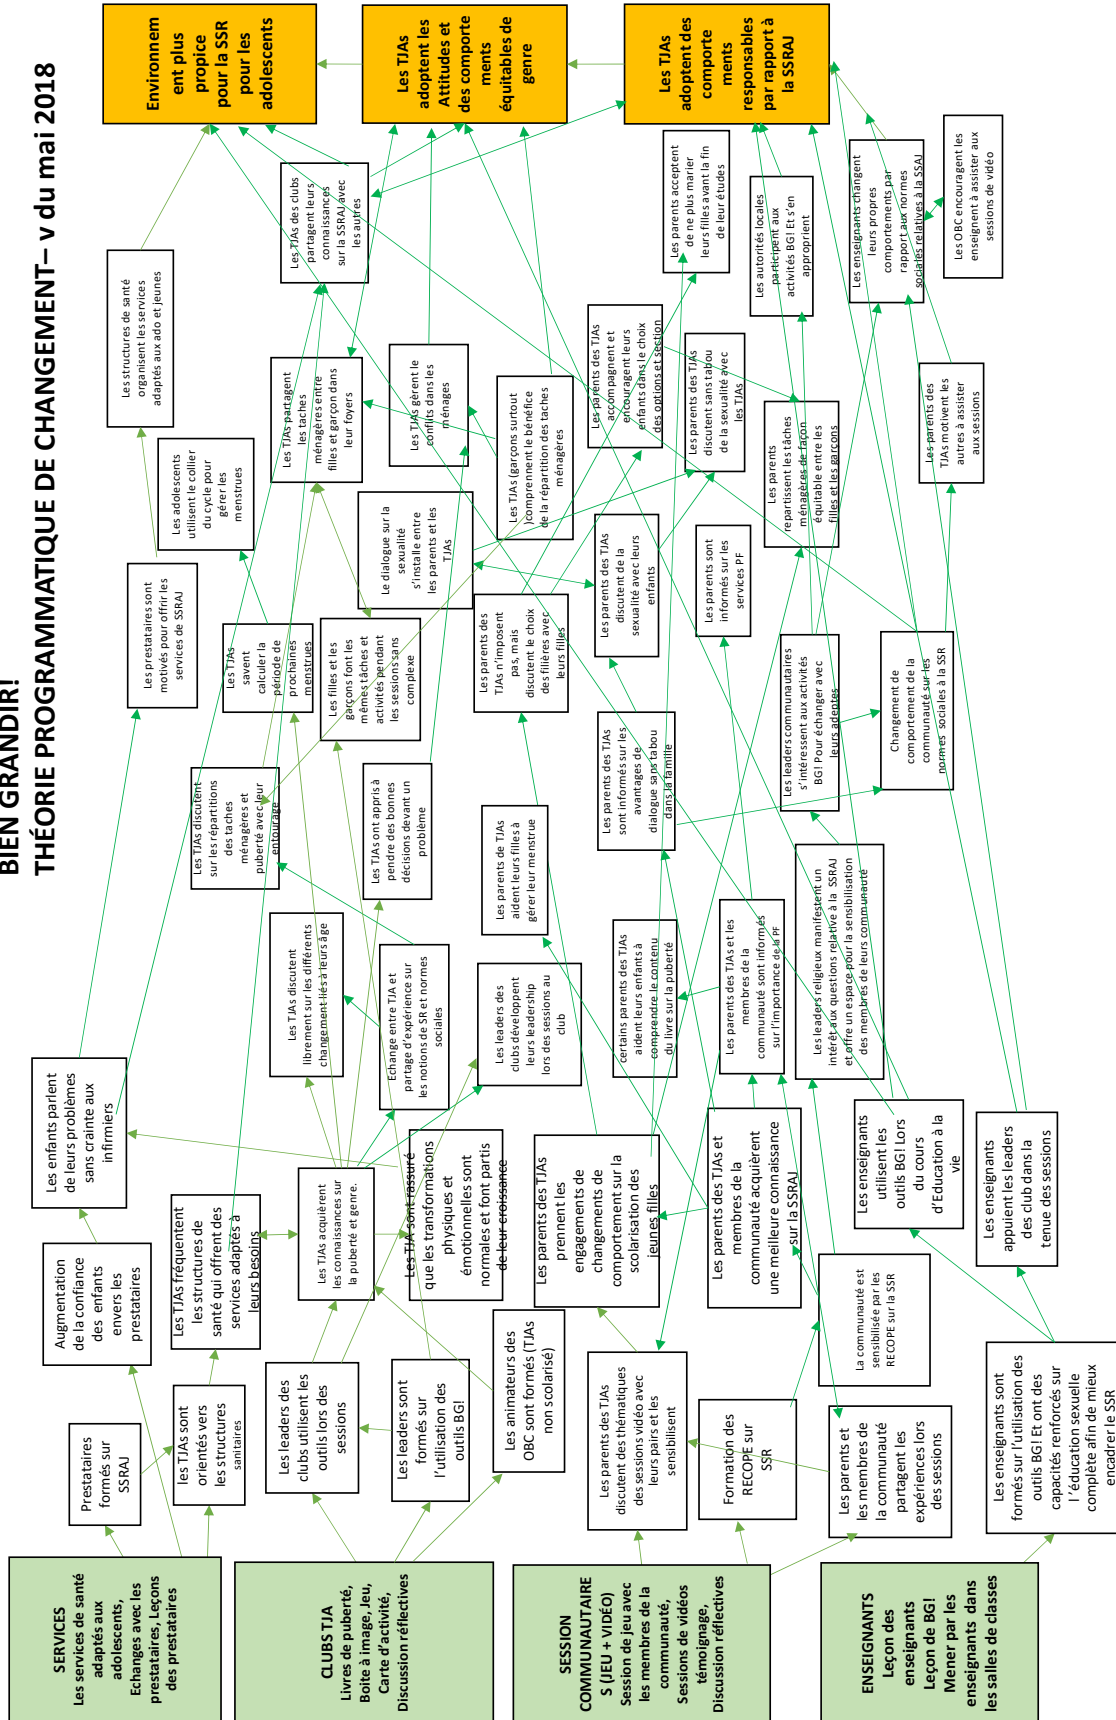 BIEN GRANDIR!
THÉORIE PROGRAMMATIQUE DE CHANGEMENT– v du mai 2018
SERVICES
Les services de santé
adaptés aux
adolescents,
Echanges avec les
prestataires, Leçons
des prestataires
CLUBS TJA
Livres de puberté,
Boite à image, Jeu,
Carte d'activité,
Discussion réflectives
SESSION
COMMUNAUTAIRE
S (JEU + VIDÉO)
Session de jeu avec
les membres de la
communauté,
Sessions de vidéos
témoignage,
Discussion réflectives
ENSEIGNANTS
Leçon des
enseignants
Leçon de BG!
Mener par les
enseignants dans
les salles de classes
Prestataires
formés sur
SSRAJ
les TJAs sont
orientés vers
les structures
sanitaires
Augmentation
de la confiance
des enfants
envers les
prestataires
Les TJAs fréquentent
les structures de
santé qui offrent des
services adaptés à
leurs besoins
Les enfants parlent
de leurs problèmes
sans crainte aux
infirmiers
Les leaders des
clubs utilisent les
outils lors des
sessions
Les leaders sont
formés sur
l'utilisation des
outils BG!
Les animateurs des
OBC sont formés (TJAs
non scolarisé)
Les TJAs acquièrent
les connaissances sur
la puberté et genre.
Les TJA sont rassuré
que les transformations
physiques et
émotionnelles sont
normales et font partis
de leur croissance
Les TJAs discutent
librement sur les différents
changement liés à leurs âge
Echange entre TJA et
partage d'expérience sur
les notions de SR et normes
sociales
Les leaders des
clubs développent
leurs leadership
lors des sessions au
club
Les TJAs discutent
sur les répartitions
des taches
ménagères et
puberté avec leur
entourage
Les TJAs ont appris à
pendre des bonnes
décisions devant un
problème
Les parents de TJAs
aident leurs filles à
gérer leur menstrue
Les prestataires sont
motivés pour offrir les
services de SSRAJ
Les TJAs
savent
calculer la
période de
prochaines
menstrues
Les filles et les
garçons font les
mêmes tâches et
activités pendant
les sessions sans
complexe
Les adolescents
utilisent le collier
du cycle pour
gérer les
menstrues
Le dialogue sur la
sexualité
s'installe entre
les parents et les
TJAs
Les parents des
TJAs n'imposent
pas, mais
discutent le choix
des filières avec
leurs filles
Les structures de santé
organisent les services
adaptés aux ado et jeunes
Les TJAs partagent
les taches
ménagères entre
filles et garçon dans
leur foyers
Les TJAs gèrent le
conflits dans les
ménages
Les TJAs (garçons surtout
)comprennent le bénéfice
de la répartition des taches
ménagères
Les TJAs des clubs
partagent leurs
connaissances
sur la SSRAJ avec
les autres
Les parents des TJAs
discutent des thématiques
des sessions vidéo avec
leurs pairs et les
sensibilisent
Formation des
RECOPE sur
SSR
Les parents et
les membres de
la communauté
partagent les
expériences lors
des sessions
Les parents des TJAs
prennent les
engagements de
changements de
comportement sur la
scolarisation des
jeunes filles
Les parents des TJAs et
membres de la
communauté acquièrent
une meilleure connaissance
sur la SSRAJ
La communauté est
sensibilisée par les
RECOPE sur la SSR
certains parents des TJAs
aident leurs enfants à
comprendre le contenu
du livre sur la puberté
Les parents des TJAs et les
membres de la
communauté sont informés
sur l'importance de la PF
Les leaders religieux manifestent un
intérêt aux questions relative à la SSRAJ
et offre un espace pour la sensibilisation
des membres de leurs communauté
Les parents des TJAs
sont informés sur les
avantages de
dialogue sans tabou
dans la famille
Les leaders communautaires
s'intéressent aux activités
BG! Pour échanger avec
leurs adeptes
Changement de
comportement de la
communauté sur les
normes sociales à la SSR
Les parents des TJAs
discutent de la
sexualité avec leurs
enfants
Les parents sont
informés sur les
services PF
Les parents des TJAs
accompagnent et
encouragent leurs
enfants dans le choix
des options et section
Les parents des TJAs
discutent sans tabou
de la sexualité avec
les TJAs
Les parents
repartissent les tâches
ménagères de façon
équitable entre les
filles et les garçons
Les parents acceptent
de ne plus marier
leurs filles avant la fin
de leur études
Les autorités locales
participent aux
activités BG! Et s'en
approprient
Les enseignants changent
leurs propres
comportements par
rapport aux normes
sociales relatives à la SSAJ
Les OBC encouragent les
enseignent à assister aux
sessions de vidéo
Les parents des
TJAs motivent les
autres à assister
aux sessions
Les enseignants
utilisent les
outils BG! Lors
du cours
d'Education à la
vie
Les enseignants
appuient les leaders
des club dans la
tenue des sessions
Les enseignants sont
formés sur l'utilisation des
outils BG! Et ont des
capacités renforcés sur
l'éducation sexuelle
complète afin de mieux
encadrer le SSR
Environnem
ent plus
propice
pour la SSR
pour les
adolescents
Les TJAs
adoptent les
Attitudes et
des comporte
ments
équitables de
genre
Les TJAs
adoptent des
comporte
ments
responsables
par rapport à
la SSRAJ